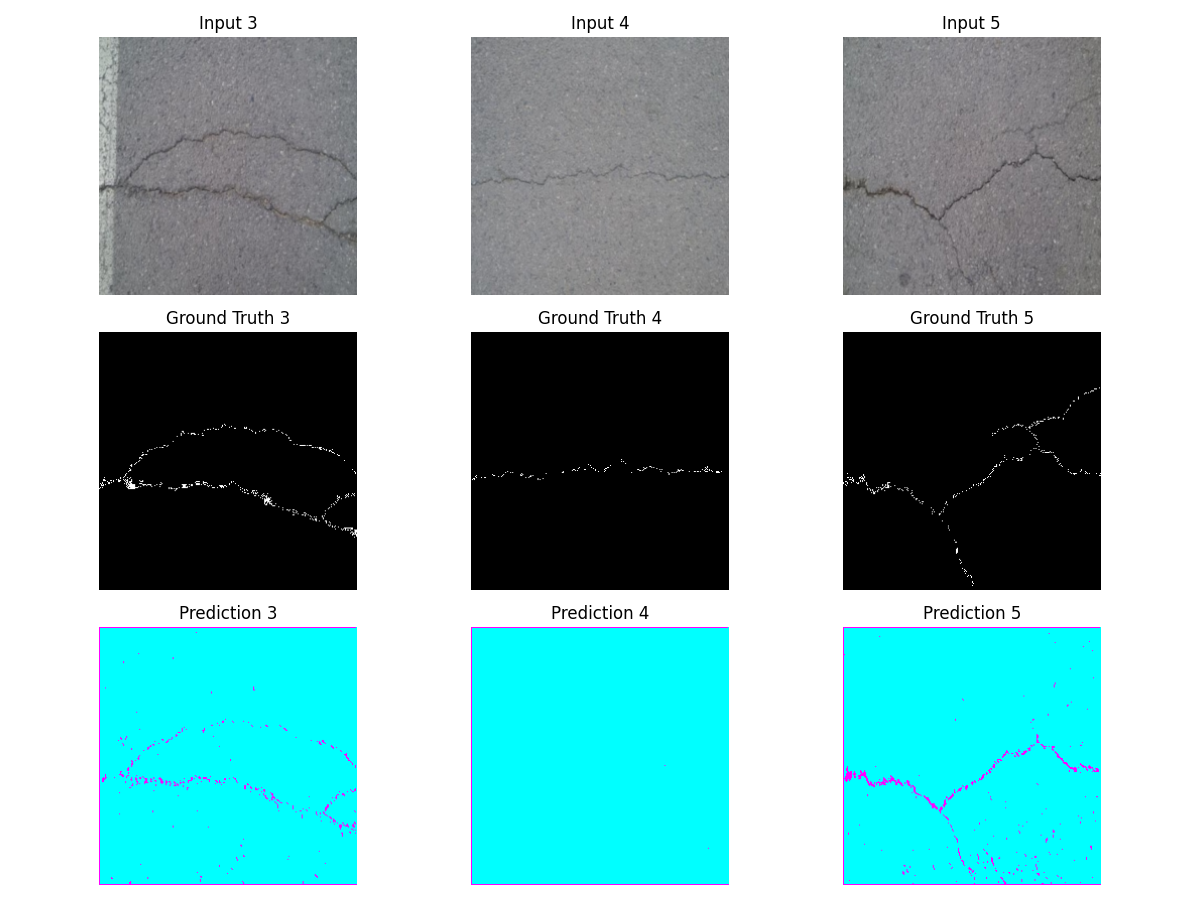 Input 3
Input 4
Input 5
Ground Truth 3
Ground Truth 4
Ground Truth 5
Prediction 3
Prediction 4
Prediction 5